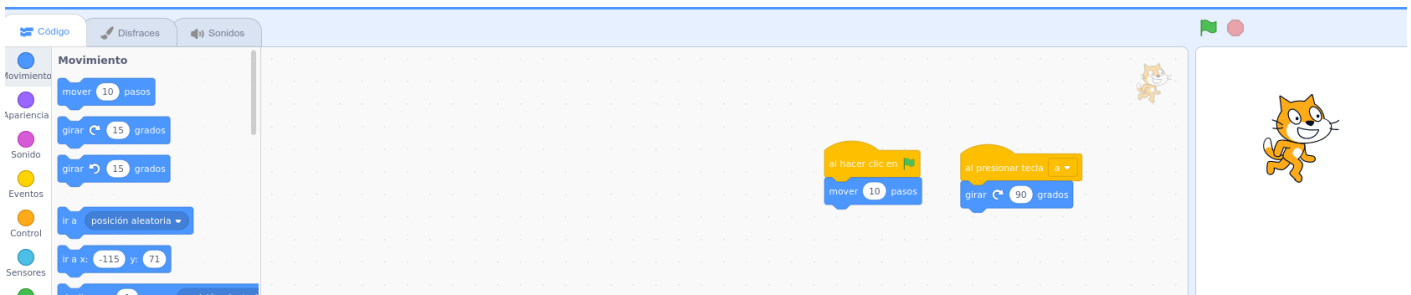 Código
Disfraces
Sonidos
Movimiento
Apariencia
Sonido
Eventos
Control
Sensores
Movimiento
mover 10 pasos
girar 15 grados
girar 15 grados
ir a posición aleatoria
ir a x: -115 y: 71
al hacer clic en
mover 10 pasos
al presionar tecla a
girar 90 grados